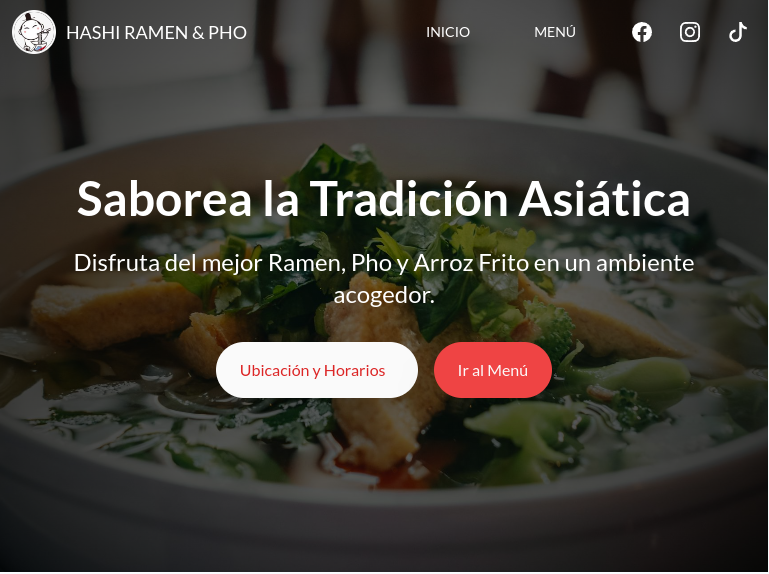 HASHI RAMEN & PHO
INICIO
MENÚ
Saborea la Tradición Asiática
Disfruta del mejor Ramen, Pho y Arroz Frito en un ambiente
acogedor.
Ubicación y Horarios
Ir al Menú